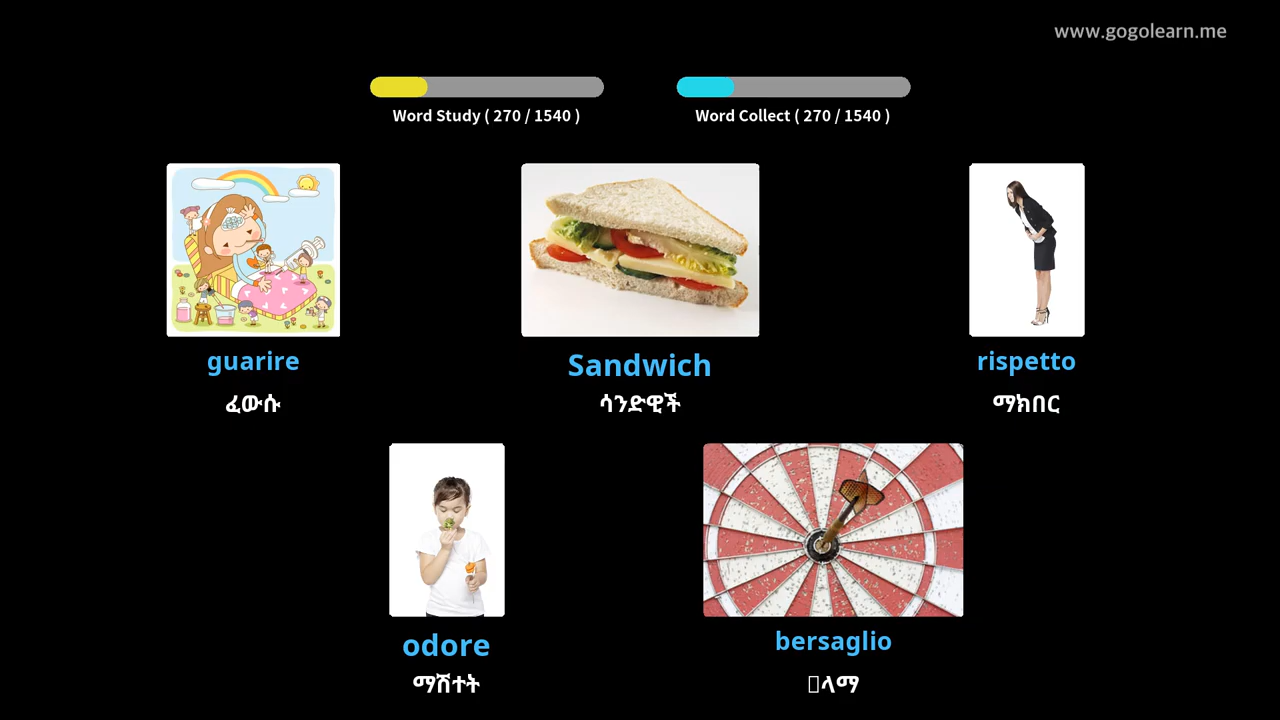 www.gogolearn.me
Word Study ( 270 / 1540 )
Word Collect ( 270 / 1540 )
guarire
Sandwich
rispetto
ፈውሱ
ሳንድዊች
ማክበር
odore
bersaglio
ማሽተት